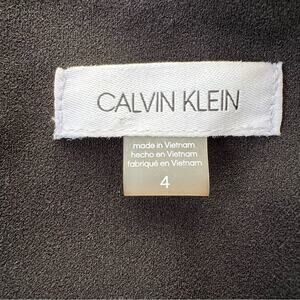 CALVIN KLEIN
made in Vietnam
hecho en Vietnam
fabriqué en Vietnam
4